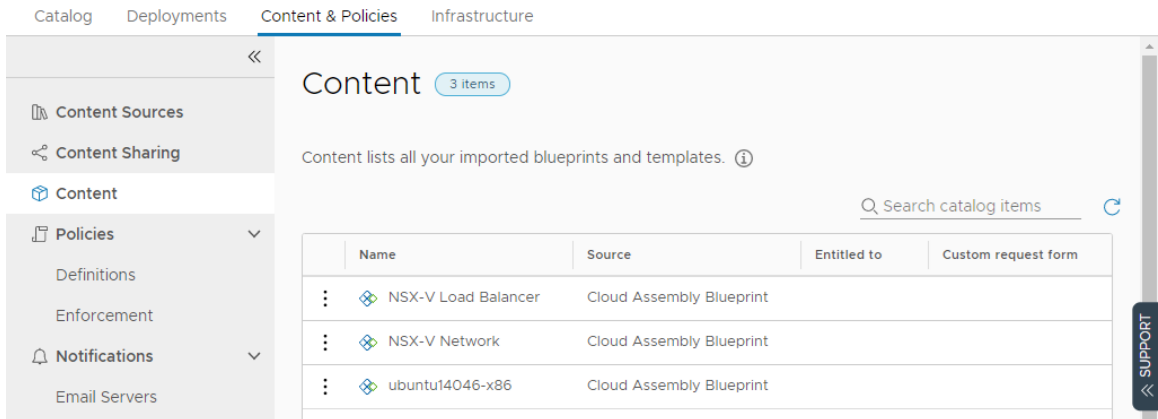 Catalog Deployments Content & Policies Infrastructure
Content Sources
Content Sharing
Content
Policies
Definitions
Enforcement
Notifications
Email Servers
Content 3 items
Content lists all your imported blueprints and templates.
Search catalog items
Name Source Entitled to Custom request form
NSX-V Load Balancer Cloud Assembly Blueprint
NSX-V Network Cloud Assembly Blueprint
ubuntu14046-x86 Cloud Assembly Blueprint
SUPPORT